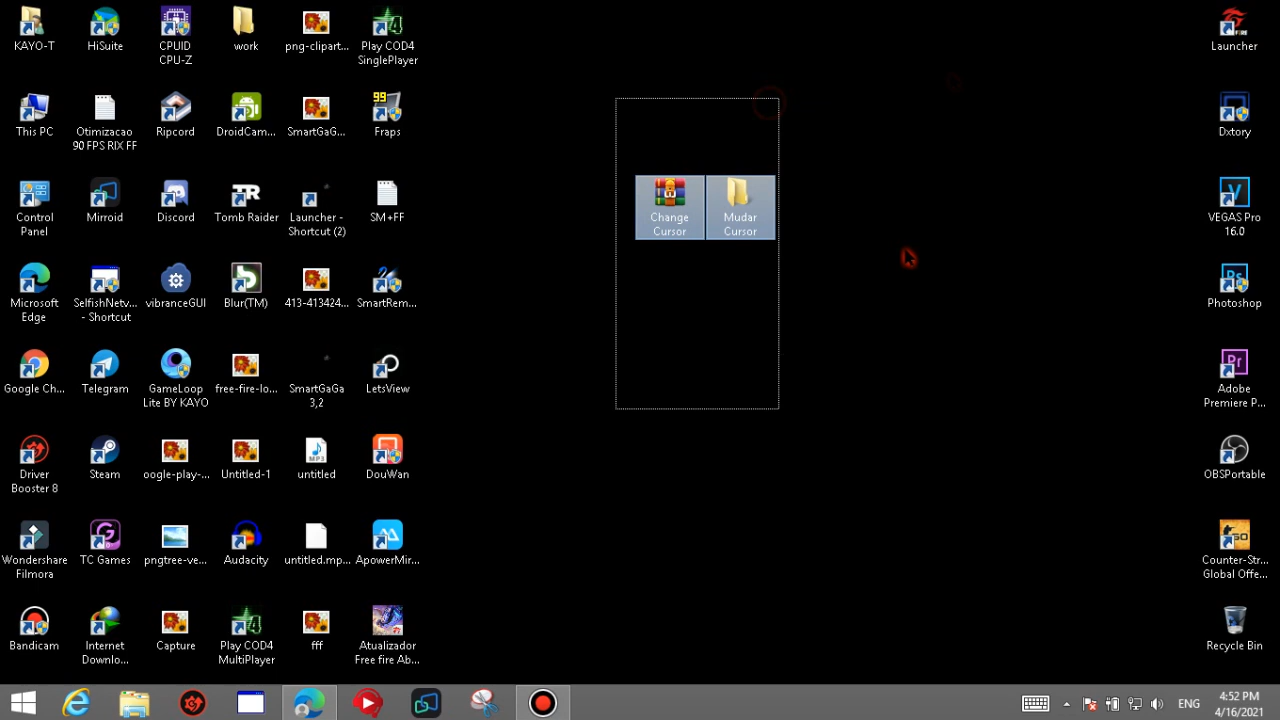 KAYO-T
HiSuite
CPUID
CPU-Z
work
png-clipart...
Play COD4
SinglePlayer
Launcher
This PC
Otimizacao
90 FPS RIX FF
Ripcord
DroidCam...
SmartGaG...
99
Fraps
Dxtory
Control
Panel
Mirroid
Discord
Tomb Raider
Launcher -
Shortcut (2)
SM+FF
Change
Cursor
Mudar
Cursor
VEGAS Pro
16.0
Microsoft
Edge
SelfishNetv...
- Shortcut
vibranceGUI
Blur(TM)
413-413424...
SmartRem...
Photoshop
Google Ch...
Telegram
GameLoop
Lite BY KAYO
free-fire-lo...
SmartGaGa
3,2
LetsView
Adobe
Premiere P...
Driver
Booster 8
Steam
oogle-play-...
Untitled-1
untitled
DouWan
OBSPortable
Wondershare
Filmora
TC Games
pngtree-ve...
Audacity
untitled.mp...
ApowerMir...
Counter-Str...
Global Offe...
Bandicam
Internet
Downlo...
Capture
Play COD4
MultiPlayer
fff
Atualizador
Free fire Ab...
Recycle Bin
ENG
4:52 PM
4/16/2021